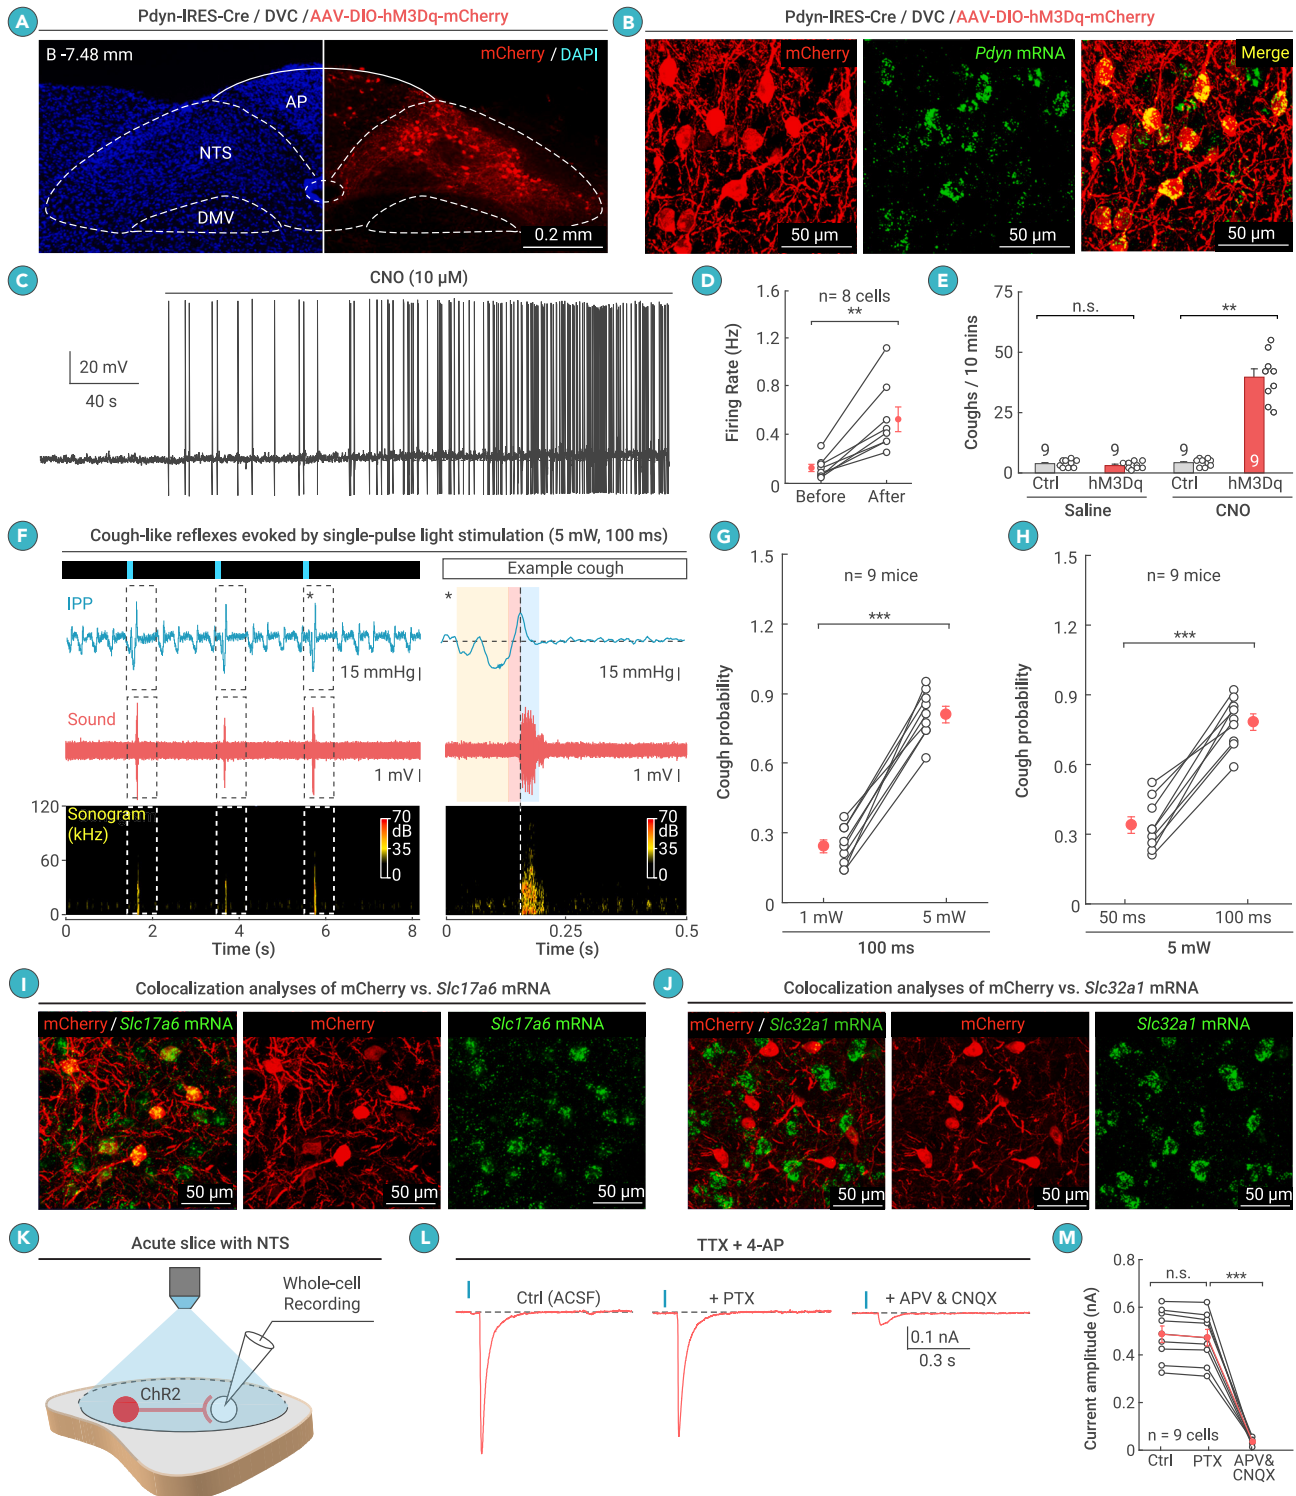 A
Pdyn-IRES-Cre / DVC /AAV-DIO-hM3Dq-mCherry
B -7.48 mm
mCherry / DAPI
AP
NTS
DMV
0.2 mm
B
Pdyn-IRES-Cre / DVC /AAV-DIO-hM3Dq-mCherry
mCherry
Pdyn mRNA
Merge
50 µm
50 µm
50 µm
C
CNO (10 µM)
20 mV
40 s
D
n= 8 cells
**
Firing Rate (Hz)
1.6
1.2
0.8
0.4
0
Before
After
E
Coughs / 10 mins
75
50
25
0
n.s.
**
9
9
9
9
Ctrl
hM3Dq
Ctrl
hM3Dq
Saline
CNO
F
Cough-like reflexes evoked by single-pulse light stimulation (5 mW, 100 ms)
Example cough
IPP
*
*
15 mmHg
15 mmHg
Sound
1 mV
1 mV
Sonogram
(kHz)
120
60
0
70
dB
35
0
70
dB
35
0
0 2 4 6 8
Time (s)
0 0.25 0.5
Time (s)
G
n= 9 mice
***
Cough probability
1.5
1.2
0.9
0.6
0.3
0
1 mW
5 mW
100 ms
H
n= 9 mice
***
Cough probability
1.5
1.2
0.9
0.6
0.3
0
50 ms
100 ms
5 mW
I
Colocalization analyses of mCherry vs. Slc17a6 mRNA
mCherry / Slc17a6 mRNA
mCherry
Slc17a6 mRNA
50 µm
50 µm
50 µm
J
Colocalization analyses of mCherry vs. Slc32a1 mRNA
mCherry / Slc32a1 mRNA
mCherry
Slc32a1 mRNA
50 µm
50 µm
50 µm
K
Acute slice with NTS
Whole-cell
Recording
ChR2
L
TTX + 4-AP
Ctrl (ACSF)
+ PTX
+ APV & CNQX
0.1 nA
0.3 s
M
Current amplitude (nA)
0.8
0.6
0.4
0.2
0
n.s.
***
n = 9 cells
Ctrl
PTX
APV&
CNQX